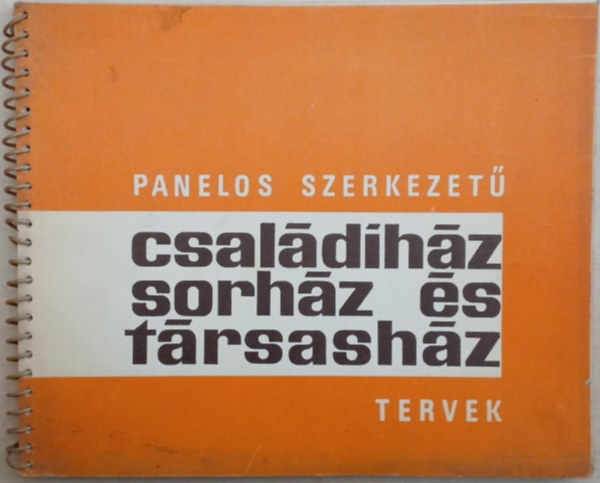 PANELOS SZERKEZETŰ
családiház
sorház és
társasház
TERVEK